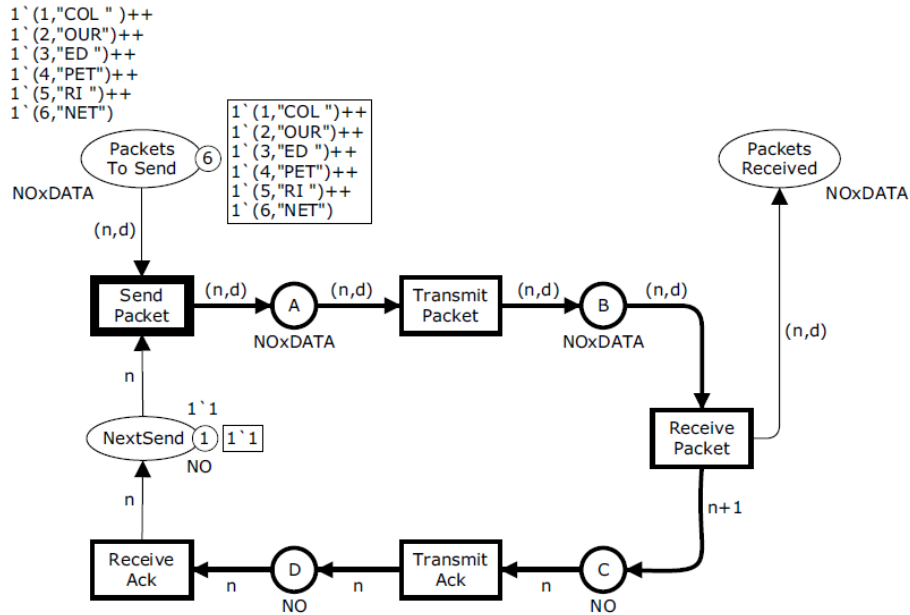 1`(1,"COL " )++
1`(2,"OUR")++
1`(3,"ED ")++
1`(4,"PET")++
1`(5,"RI ")++
1`(6,"NET")
Packets
To Send
6
1`(1,"COL ")++
1`(2,"OUR")++
1`(3,"ED ")++
1`(4,"PET")++
1`(5,"RI ")++
1`(6,"NET")
NOxDATA
Packets
Received
NOxDATA
(n,d)
Send
Packet
(n,d)
A
NOxDATA
(n,d)
Transmit
Packet
(n,d)
B
NOxDATA
(n,d)
(n,d)
n
1`1
NextSend
1
1`1
NO
Receive
Packet
n+1
n
Receive
Ack
n
D
NO
n
Transmit
Ack
n
C
NO